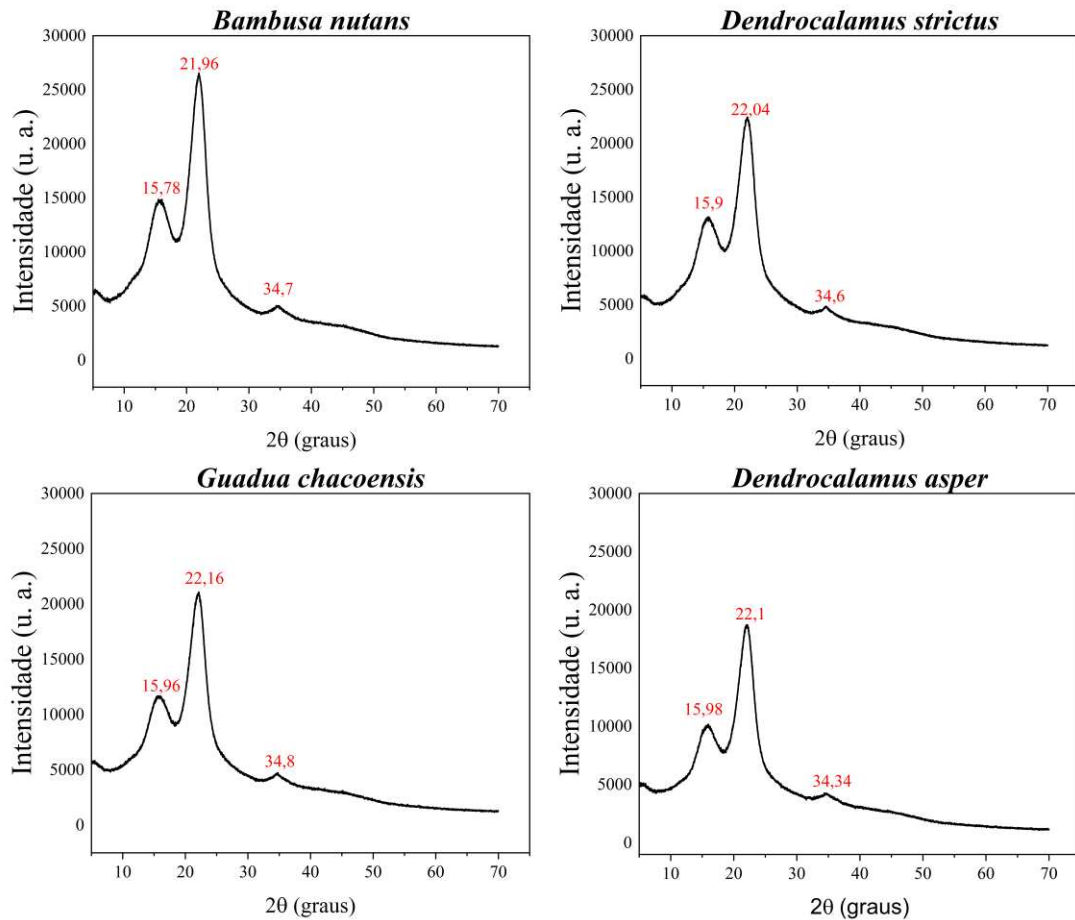 Bambusa nutans
30000
25000
20000
15000
10000
5000
0
Intensidade (u. a.)
21,96
15,78
34,7
10 20 30 40 50 60 70
2θ (graus)
Dendrocalamus strictus
30000
25000
20000
15000
10000
5000
0
Intensidade (u. a.)
22,04
15,9
34,6
10 20 30 40 50 60 70
2θ (graus)
Guadua chacoensis
30000
25000
20000
15000
10000
5000
0
Intensidade (u. a.)
22,16
15,96
34,8
10 20 30 40 50 60 70
2θ (graus)
Dendrocalamus asper
30000
25000
20000
15000
10000
5000
0
Intensidade (u. a.)
22,1
15,98
34,34
10 20 30 40 50 60 70
2θ (graus)